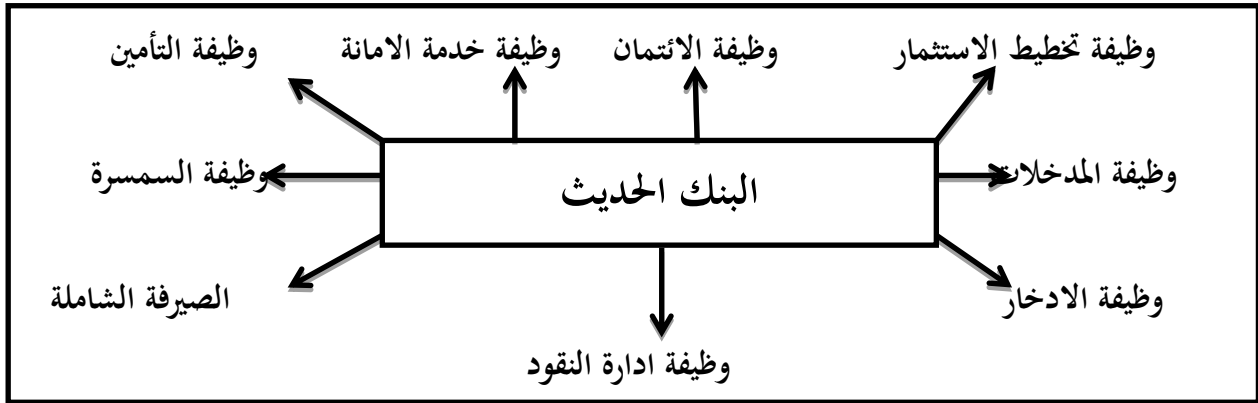 وظيفة تخطيط الاستثمار
وظيفة الائتمان
وظيفة خدمة الامانة
وظيفة التأمين
وظيفة المدخلات
البنك الحديث
وظيفة السمسرة
وظيفة الادخار
الصيرفة الشاملة
وظيفة ادارة النقود